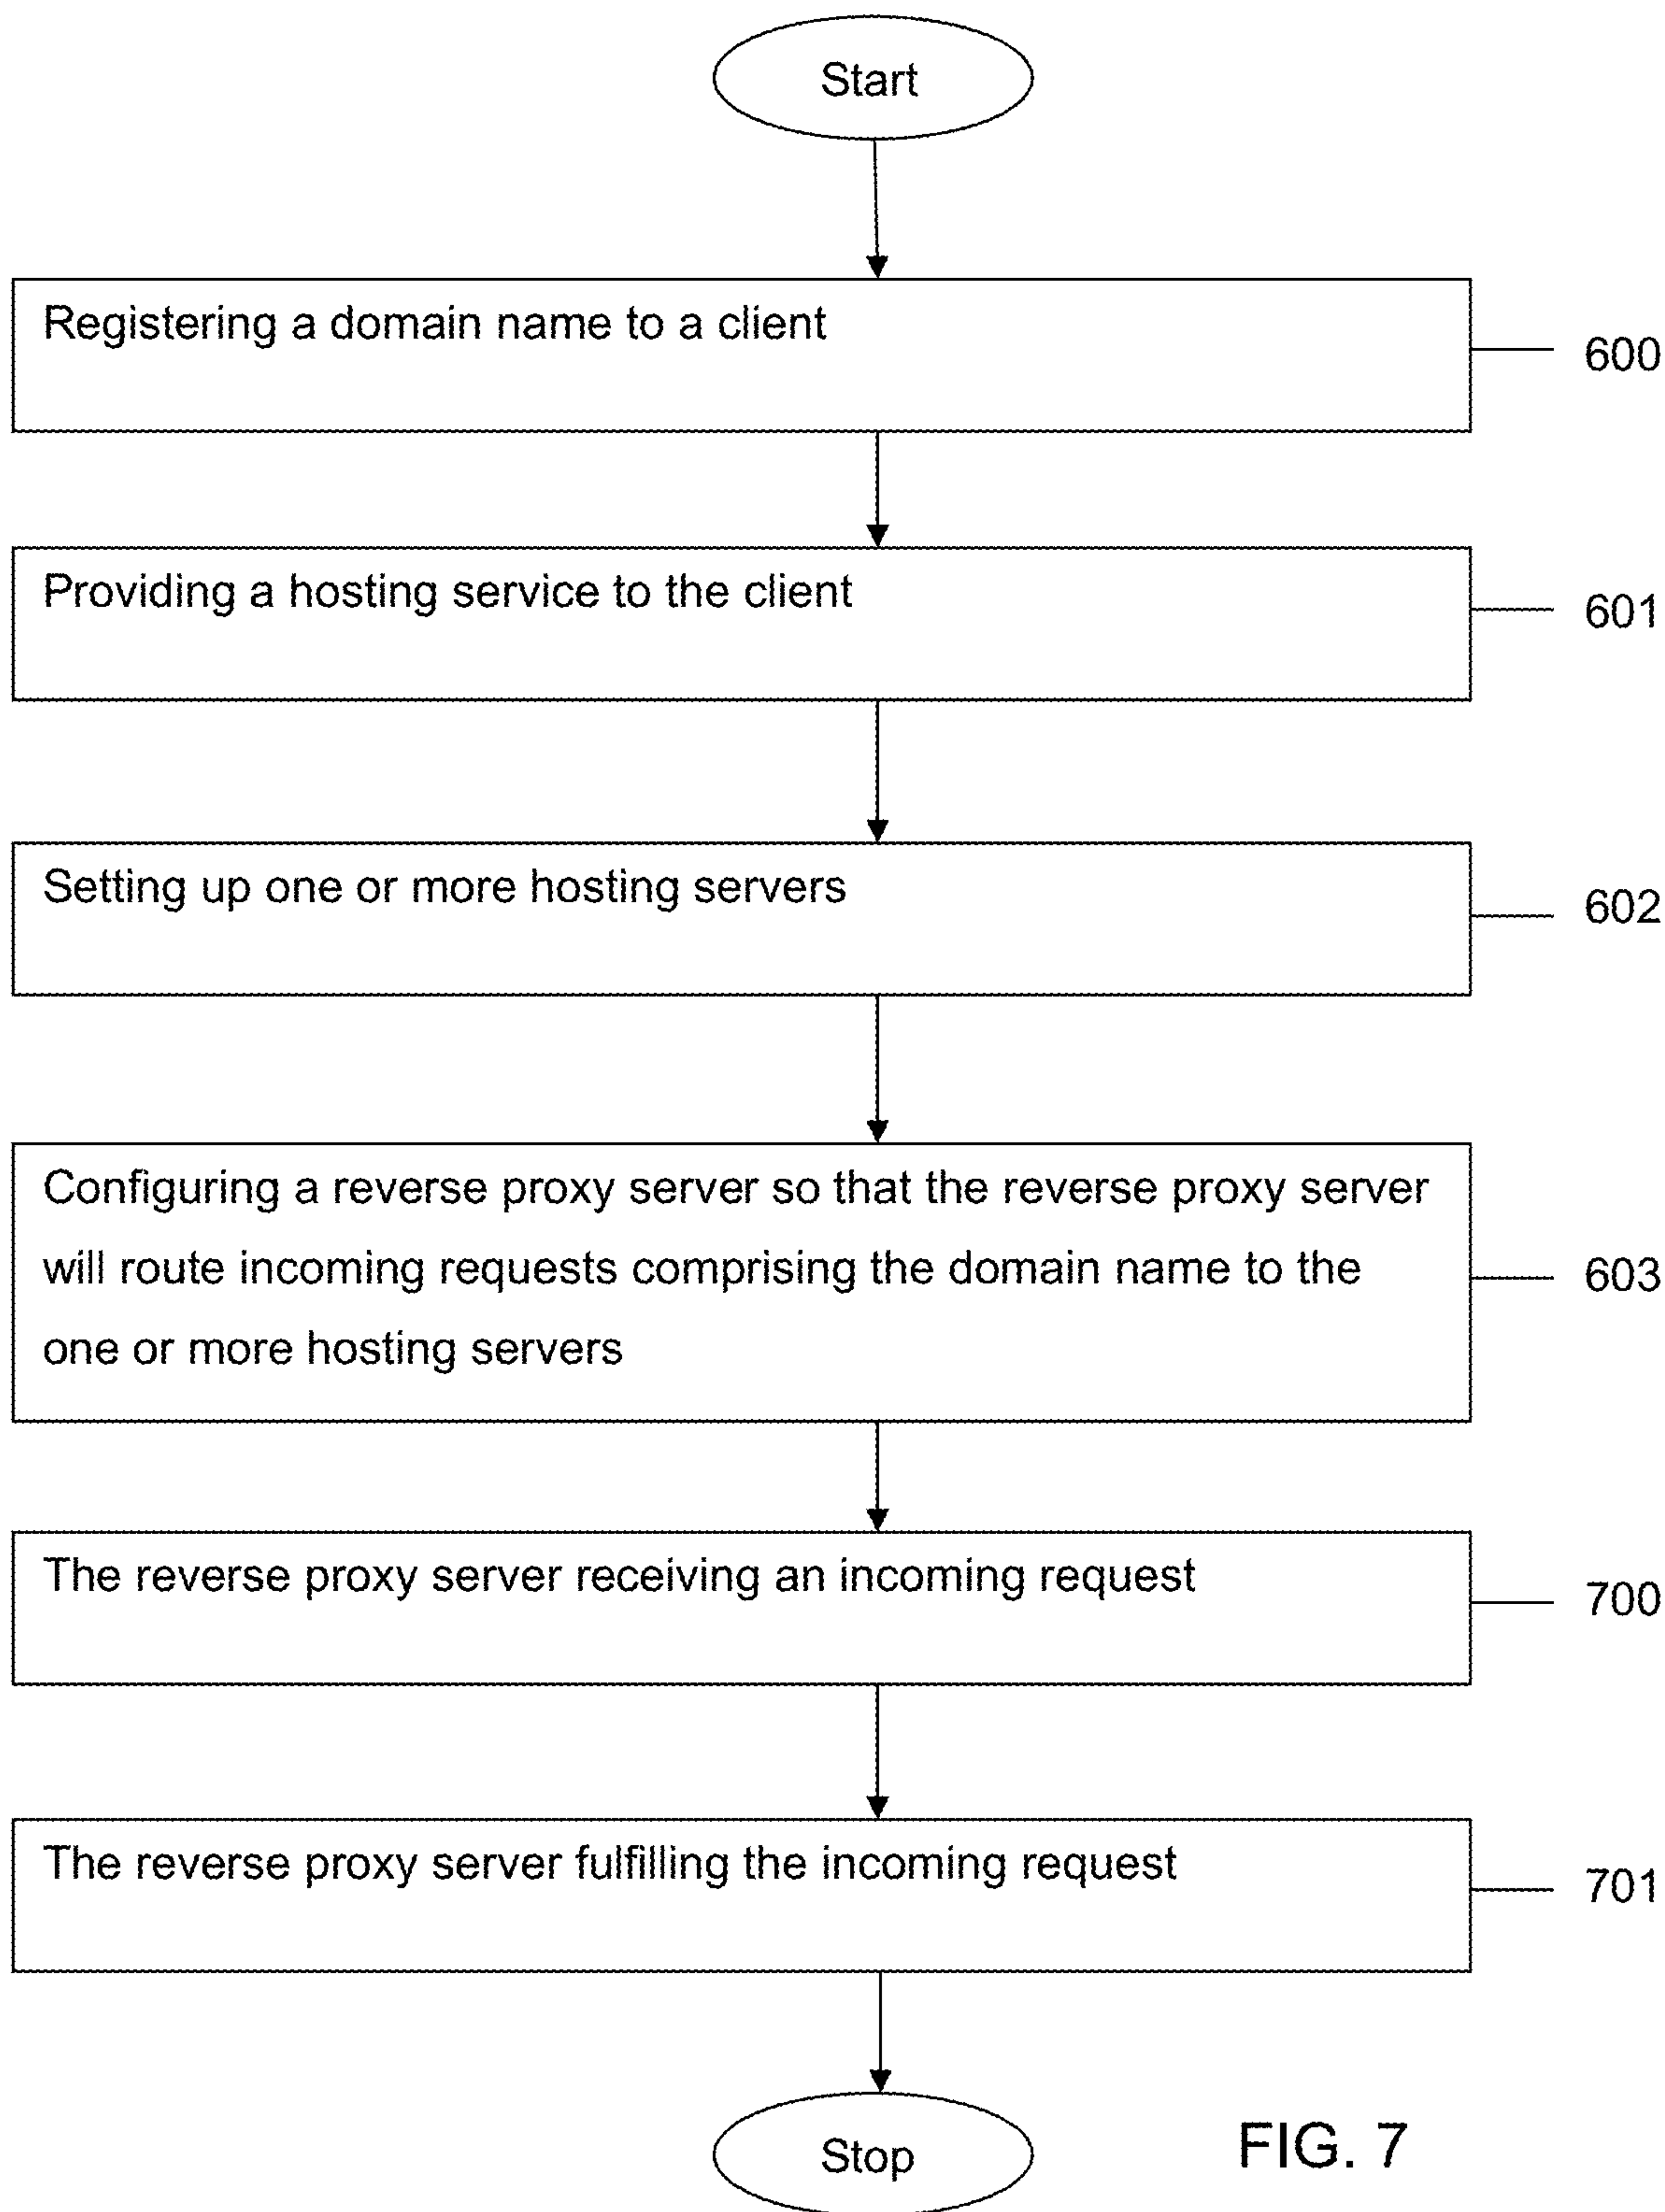 Start
Registering a domain name to a client
600
Providing a hosting service to the client
601
Setting up one or more hosting servers
602
Configuring a reverse proxy server so that the reverse proxy server
will route incoming requests comprising the domain name to the
one or more hosting servers
603
The reverse proxy server receiving an incoming request
700
The reverse proxy server fulfilling the incoming request
701
Stop
FIG. 7